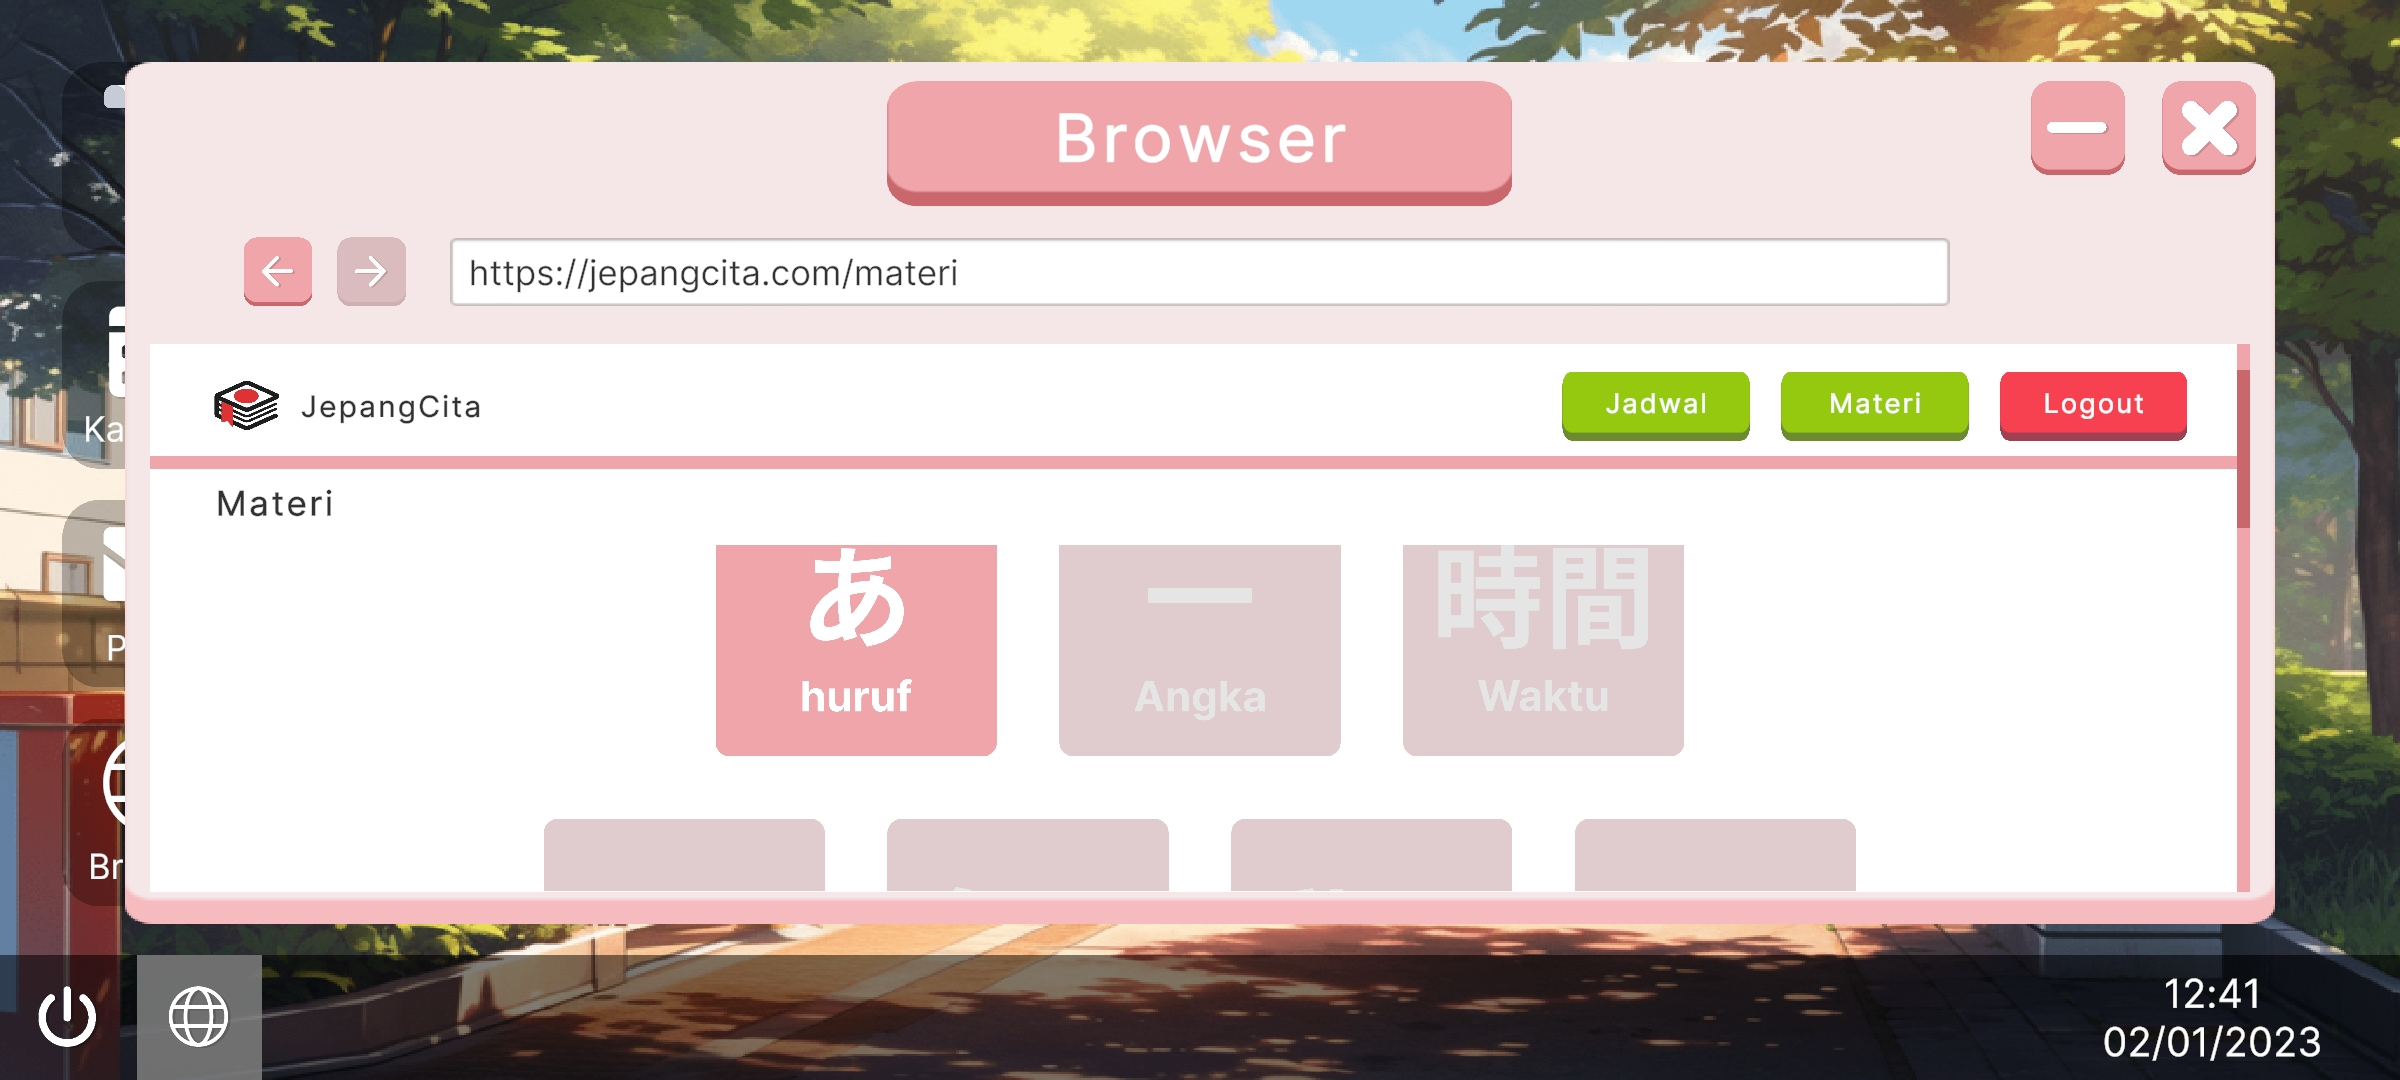 Browser
https://jepangcita.com/materi
JepangCita
Jadwal
Materi
Logout
Materi
あ
一
時間
huruf
Angka
Waktu
12:41
02/01/2023